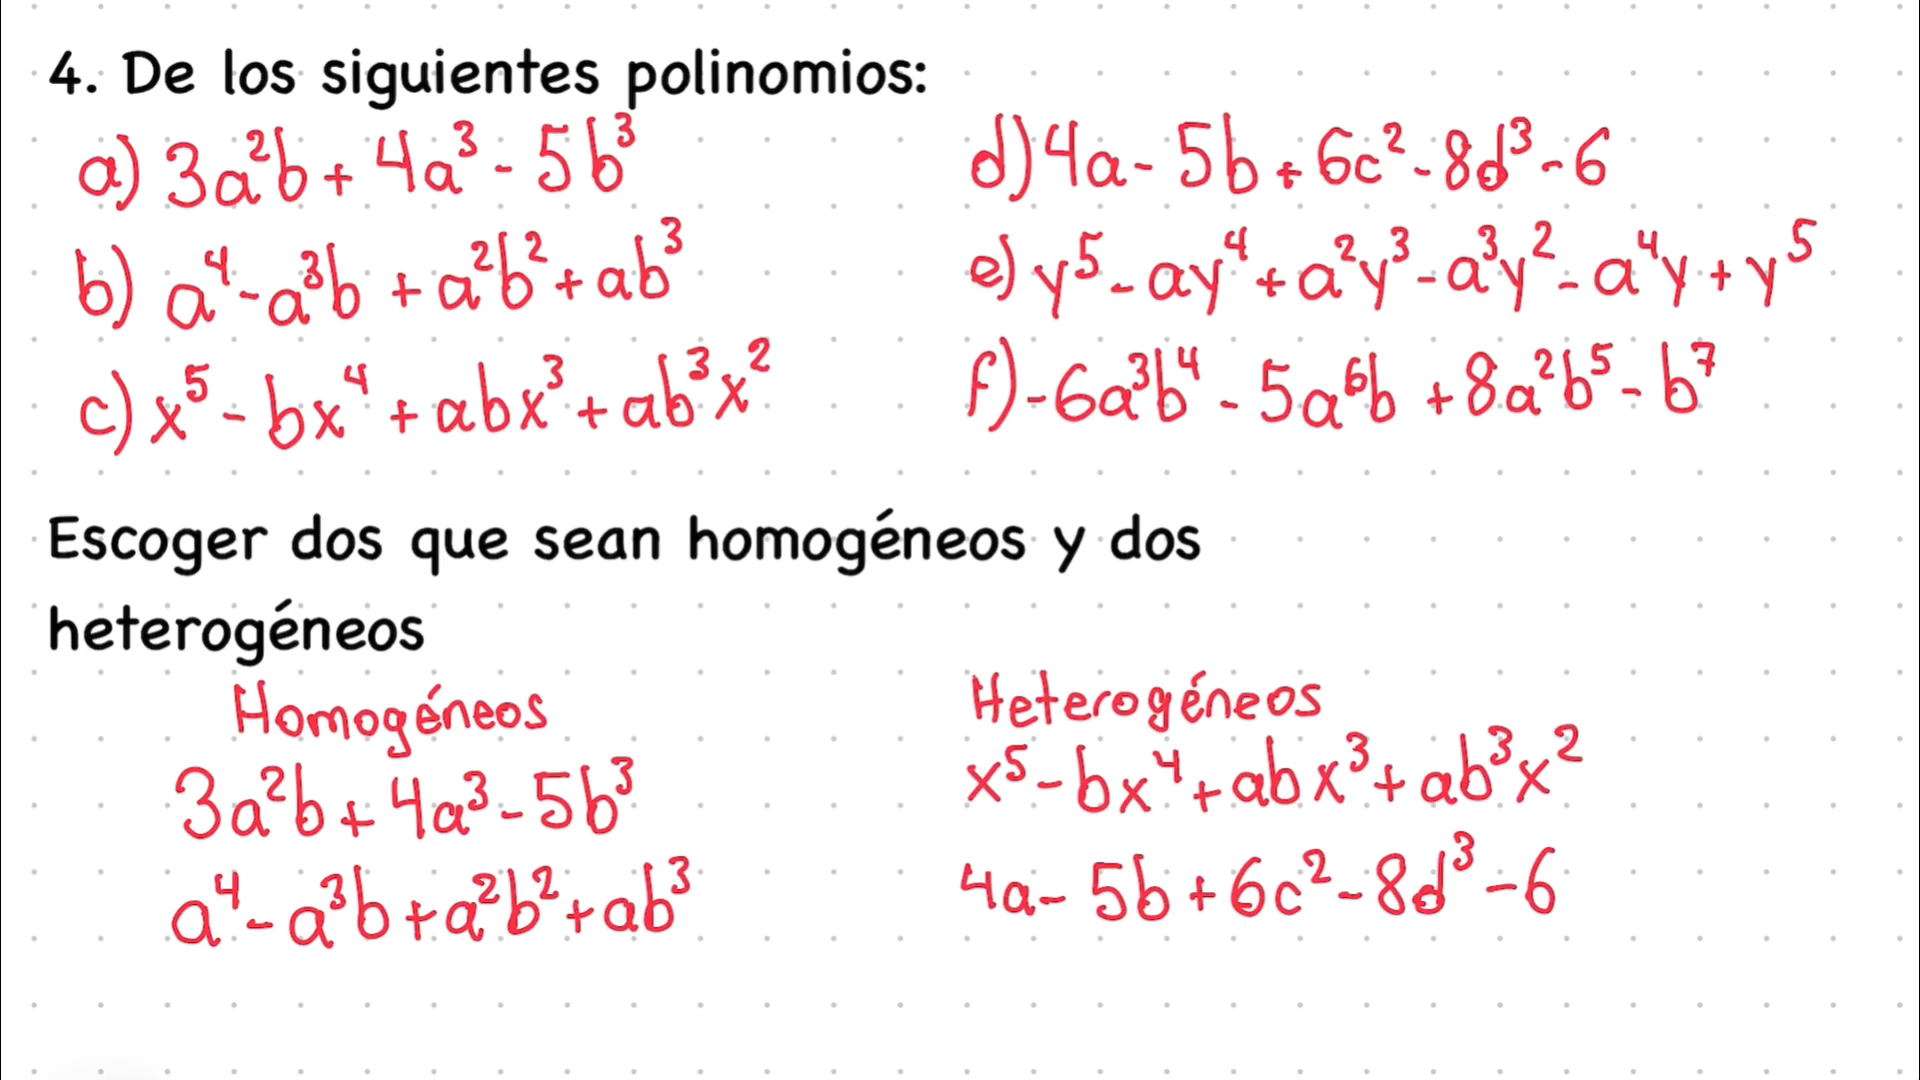 4. De los siguientes polinomios:
a) 3a²b + 4a³ - 5b³
b) a⁴ - a³b + a²b² + ab³
c) x⁵ - bx⁴ + abx³ + ab³x²
d) 4a - 5b + 6c² - 8d³ - 6
e) y⁵ - ay⁴ + a²y³ - a³y² - a⁴y + y⁵
f) -6a³b⁴ - 5a⁶b + 8a²b⁵ - b⁷
Escoger dos que sean homogéneos y dos
heterogéneos
Homogéneos
3a²b + 4a³ - 5b³
a⁴ - a³b + a²b² + ab³
Heterogéneos
x⁵ - bx⁴ + abx³ + ab³x²
4a - 5b + 6c² - 8d³ - 6